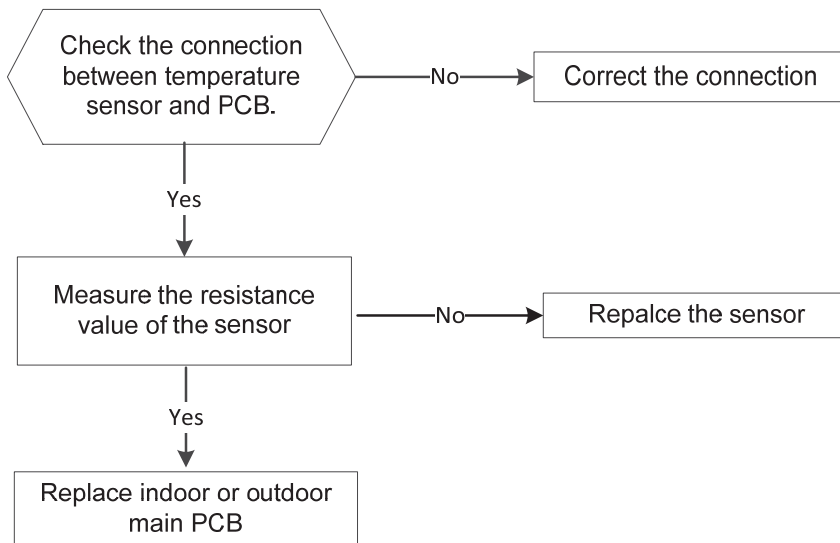 Check the connection
between temperature
sensor and PCB.
No
Correct the connection
Yes
Measure the resistance
value of the sensor
No
Repalce the sensor
Yes
Replace indoor or outdoor
main PCB